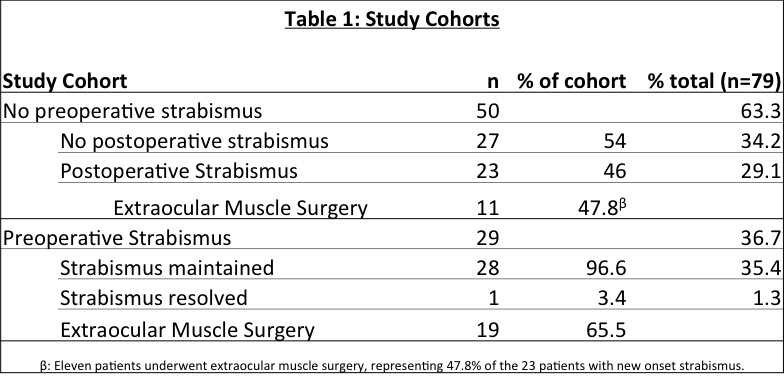 Table 1: Study Cohorts
Study Cohort n % of cohort % total (n=79)
No preoperative strabismus 50 63.3
No postoperative strabismus 27 54 34.2
Postoperative Strabismus 23 46 29.1
Extraocular Muscle Surgery 11 47.8β
Preoperative Strabismus 29 36.7
Strabismus maintained 28 96.6 35.4
Strabismus resolved 1 3.4 1.3
Extraocular Muscle Surgery 19 65.5
β: Eleven patients underwent extraocular muscle surgery, representing 47.8% of the 23 patients with new onset strabismus.